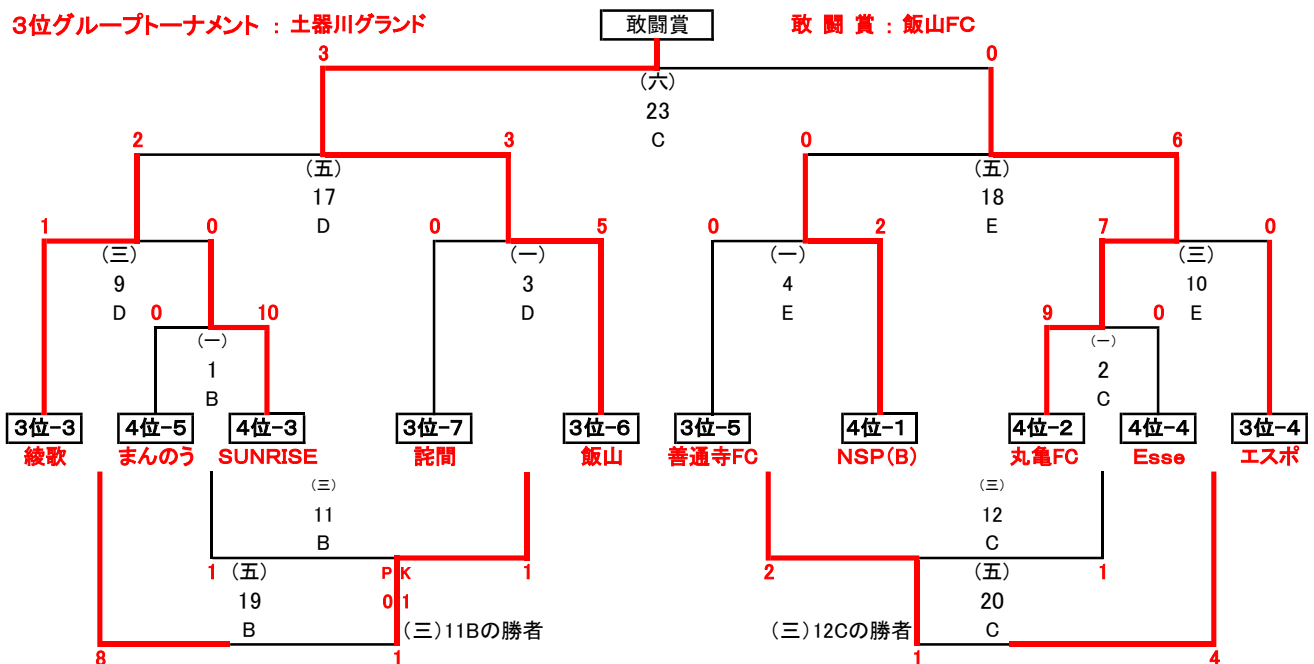 3位グループトーナメント ： 土器川グランド
敢闘賞
敢 闘 賞 ： 飯山FC
3
0
(六)
23
C
2
3
0
6
(五)
17
D
(五)
18
E
1
0
0
5
0
2
7
0
(三)
9
D
(一)
3
D
(一)
4
E
(三)
10
E
0
10
9
0
(一)
1
B
(一)
2
C
3位-3
4位-5
4位-3
3位-7
3位-6
3位-5
4位-1
4位-2
4位-4
3位-4
綾歌
まんのう
SUNRISE
詫間
飯山
善通寺FC
NSP(B)
丸亀FC
Esse
エスポ
(三)
11
B
(三)
12
C
1
(五)
19
B
P K
0 1
1
2
(五)
20
C
1
(三)11Bの勝者
(三)12Cの勝者
8
1
1
4